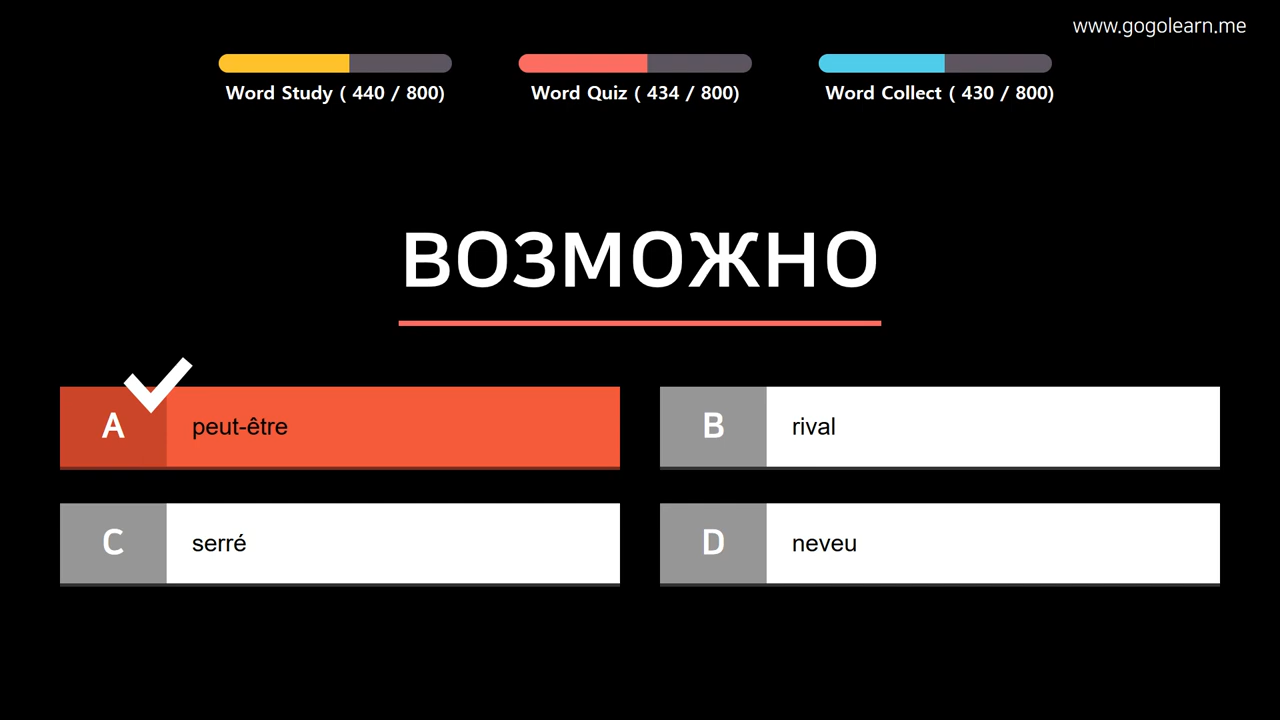 www.gogolearn.me
Word Study ( 440 / 800)
Word Quiz ( 434 / 800)
Word Collect ( 430 / 800)
ВОЗМОЖНО
A peut-être
B rival
C serré
D neveu